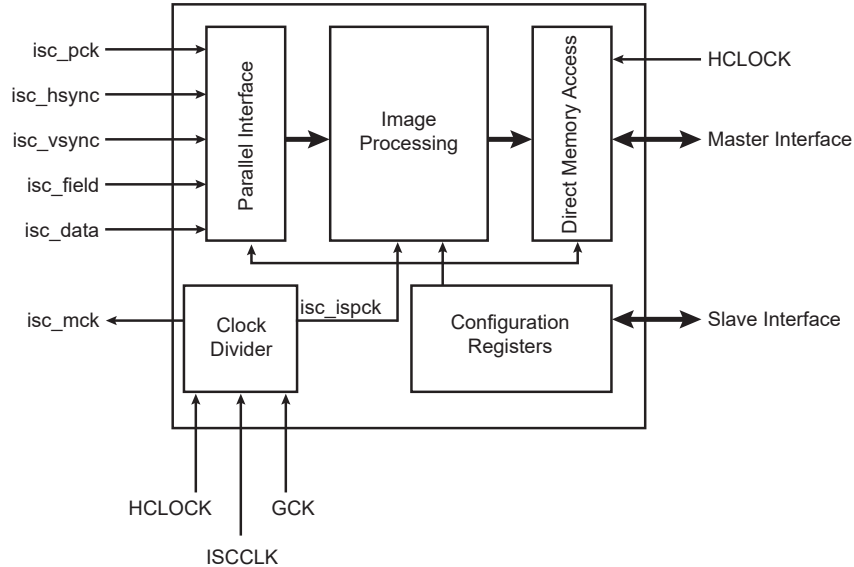 isc_pck
isc_hsync
isc_vsync
isc_field
isc_data
Parallel Interface
Image
Processing
Direct Memory Access
HCLOCK
Master Interface
isc_mck
Clock
Divider
isc_ispck
Configuration
Registers
Slave Interface
HCLOCK
GCK
ISCCLK